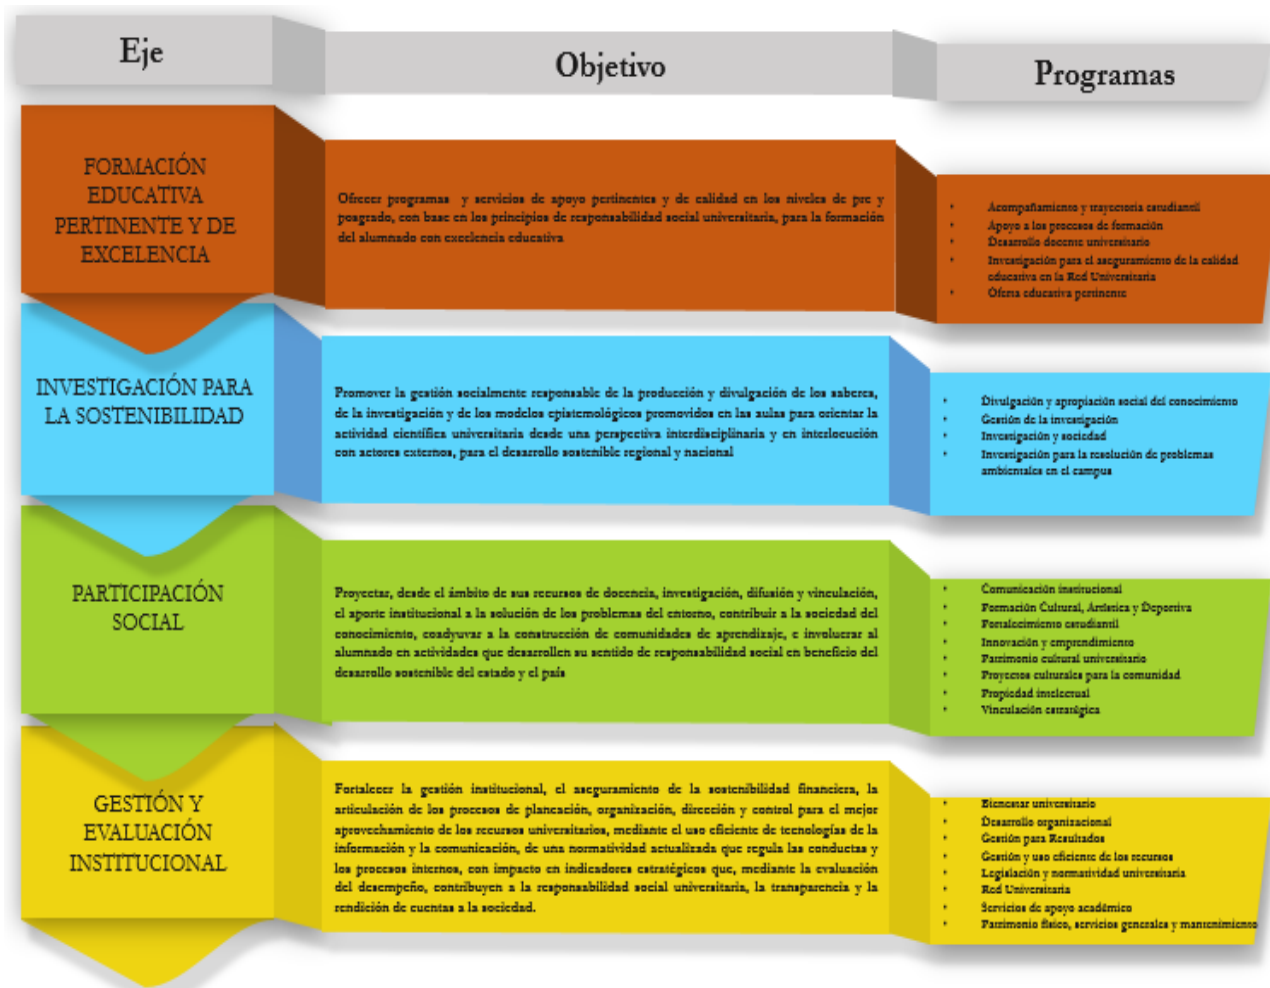 Eje
Objetivo
Programas
FORMACIÓN
EDUCATIVA
PERTINENTE Y DE
EXCELENCIA
Ofrecer programas y servicios de apoyo pertinentes y de calidad en los niveles de pre y
posgrado, con base en los principios de responsabilidad social universitaria, para la formación
del alumnado con excelencia educativa
• Acompañamiento y trayectoria estudiantil
• Apoyo a los procesos de formación
• Desarrollo docente universitario
• Investigación para el aseguramiento de la calidad
educativa en la Red Universitaria
• Oferta educativa pertinente
INVESTIGACIÓN PARA
LA SOSTENIBILIDAD
Promover la gestión socialmente responsable de la producción y divulgación de los saberes,
de la investigación y de los modelos epistemológicos promovidos en las aulas para orientar la
actividad científica universitaria desde una perspectiva interdisciplinaria y en interlocución
con actores externos, para el desarrollo sostenible regional y nacional
• Divulgación y apropiación social del conocimiento
• Gestión de la investigación
• Investigación y sociedad
• Investigación para la resolución de problemas
ambientales en el campus
PARTICIPACIÓN
SOCIAL
Proyectar, desde el ámbito de sus recursos de docencia, investigación, difusión y vinculación,
el aporte institucional a la solución de los problemas del entorno, contribuir a la sociedad del
conocimiento, coadyuvar a la construcción de comunidades de aprendizaje, e involucrar al
alumnado en actividades que desarrollen su sentido de responsabilidad social en beneficio del
desarrollo sostenible del estado y el país
• Comunicación institucional
• Formación Cultural, Artística y Deportiva
• Fortalecimiento estudiantil
• Innovación y emprendimiento
• Patrimonio cultural universitario
• Proyectos culturales para la comunidad
• Propiedad intelectual
• Vinculación estratégica
GESTIÓN Y
EVALUACIÓN
INSTITUCIONAL
Fortalecer la gestión institucional, el aseguramiento de la sostenibilidad financiera, la
articulación de los procesos de planeación, organización, dirección y control para el mejor
aprovechamiento de los recursos universitarios, mediante el uso eficiente de tecnologías de la
información y la comunicación, de una normatividad actualizada que regula las conductas y
los procesos internos, con impacto en indicadores estratégicos que, mediante la evaluación
del desempeño, contribuyen a la responsabilidad social universitaria, la transparencia y la
rendición de cuentas a la sociedad.
• Bienestar universitario
• Desarrollo organizacional
• Gestión para Resultados
• Gestión y uso eficiente de los recursos
• Legislación y normatividad universitaria
• Red Universitaria
• Servicios de apoyo académico
• Patrimonio físico, servicios generales y mantenimiento